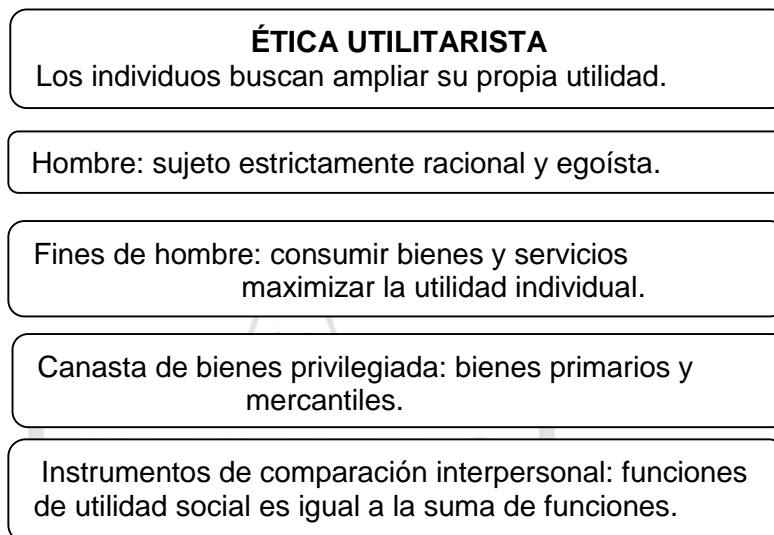 ÉTICA UTILITARISTA
Los individuos buscan ampliar su propia utilidad.
Hombre: sujeto estrictamente racional y egoísta.
Fines de hombre: consumir bienes y servicios
maximizar la utilidad individual.
Canasta de bienes privilegiada: bienes primarios y
mercantiles.
Instrumentos de comparación interpersonal: funciones
de utilidad social es igual a la suma de funciones.